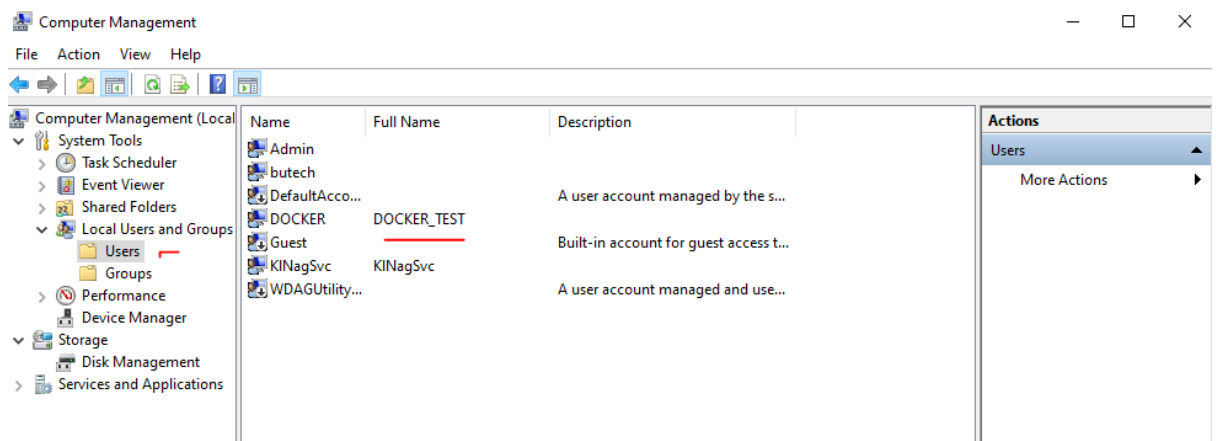 Computer Management
File Action View Help
Computer Management (Local
System Tools
Task Scheduler
Event Viewer
Shared Folders
Local Users and Groups
Users
Groups
Performance
Device Manager
Storage
Disk Management
Services and Applications
Name Full Name Description
Admin
butech
DefaultAcco... A user account managed by the s...
DOCKER DOCKER_TEST
Guest Built-in account for guest access t...
KINagSvc KINagSvc
WDAGUtility... A user account managed and use...
Actions
Users
More Actions